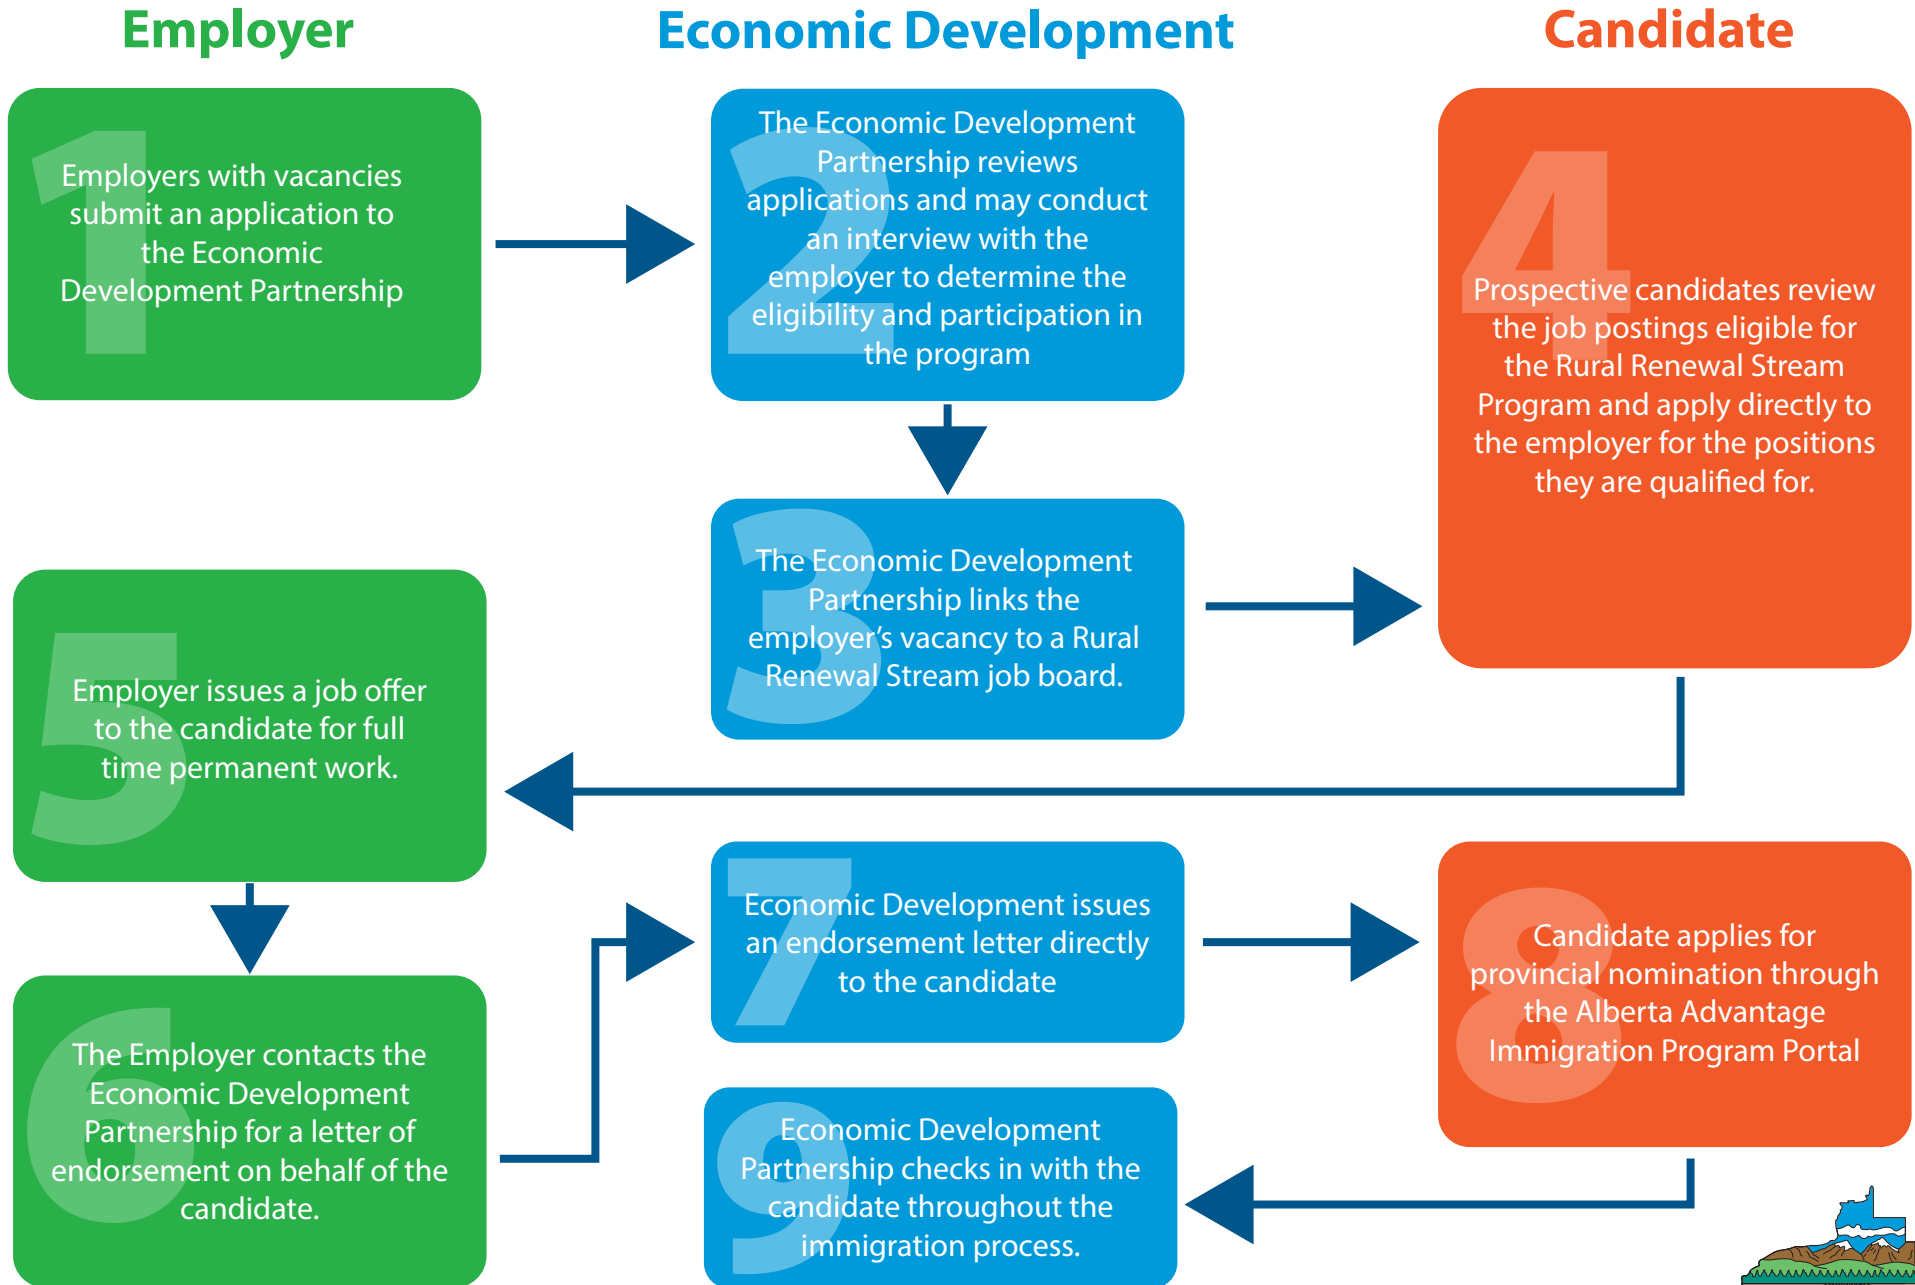 Employer
Economic Development
Candidate
1
Employers with vacancies
submit an application to
the Economic
Development Partnership
2
The Economic Development
Partnership reviews
applications and may conduct
an interview with the
employer to determine the
eligibility and participation in
the program
3
The Economic Development
Partnership links the
employer’s vacancy to a Rural
Renewal Stream job board.
4
Prospective candidates review
the job postings eligible for
the Rural Renewal Stream
Program and apply directly to
the employer for the positions
they are qualified for.
5
Employer issues a job offer
to the candidate for full
time permanent work.
6
The Employer contacts the
Economic Development
Partnership for a letter of
endorsement on behalf of the
candidate.
7
Economic Development issues
an endorsement letter directly
to the candidate
8
Candidate applies for
provincial nomination through
the Alberta Advantage
Immigration Program Portal
9
Economic Development
Partnership checks in with the
candidate throughout the
immigration process.